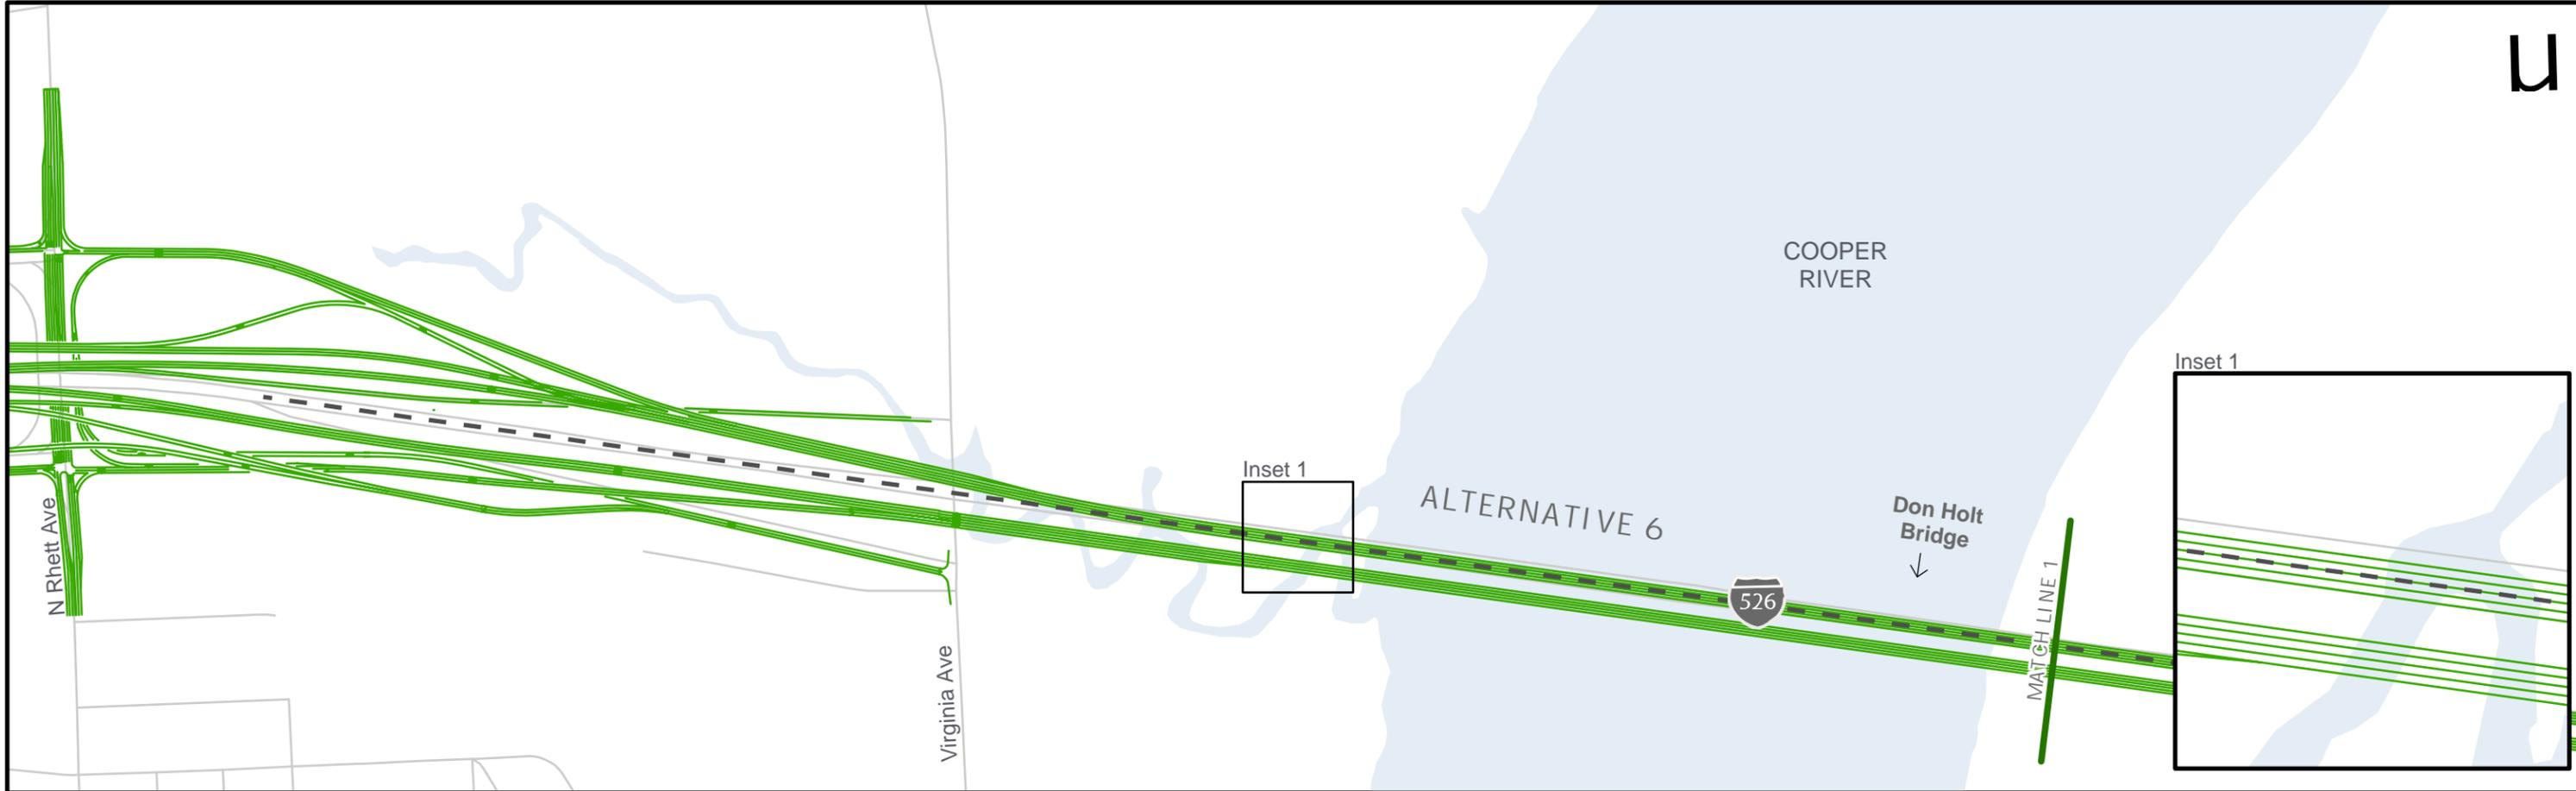 u
COOPER
RIVER
Inset 1
Inset 1
ALTERNATIVE 6
Don Holt
Bridge
526
MATCH LINE 1
N Rhett Ave
Virginia Ave